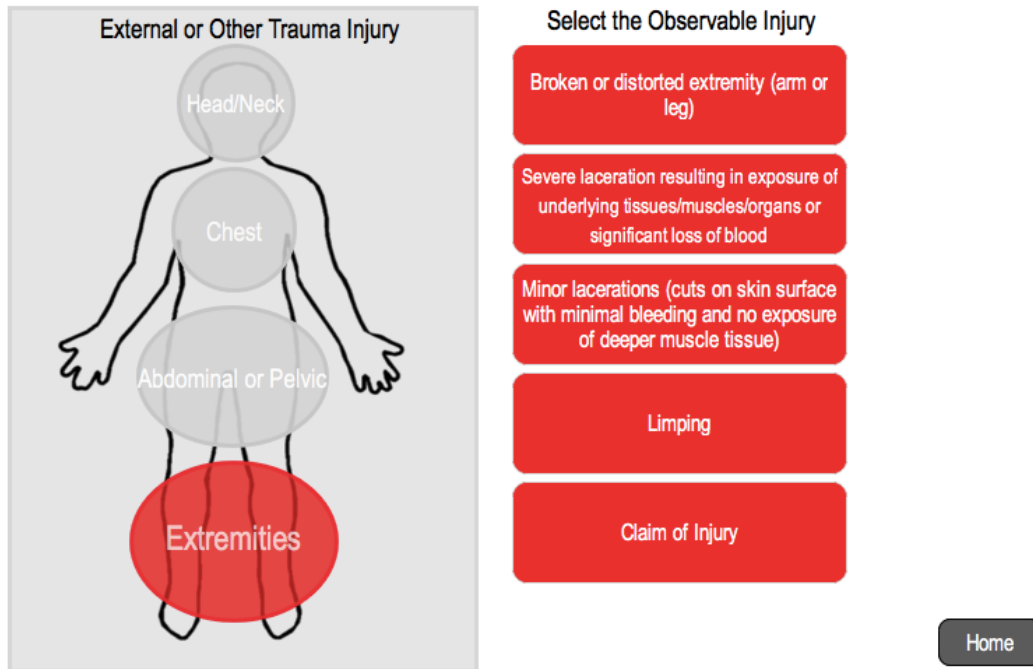 External or Other Trauma Injury
Head/Neck
Chest
Abdominal or Pelvic
Extremities
Select the Observable Injury
Broken or distorted extremity (arm or
leg)
Severe laceration resulting in exposure of
underlying tissues/muscles/organs or
significant loss of blood
Minor lacerations (cuts on skin surface
with minimal bleeding and no exposure
of deeper muscle tissue)
Limping
Claim of Injury
Home